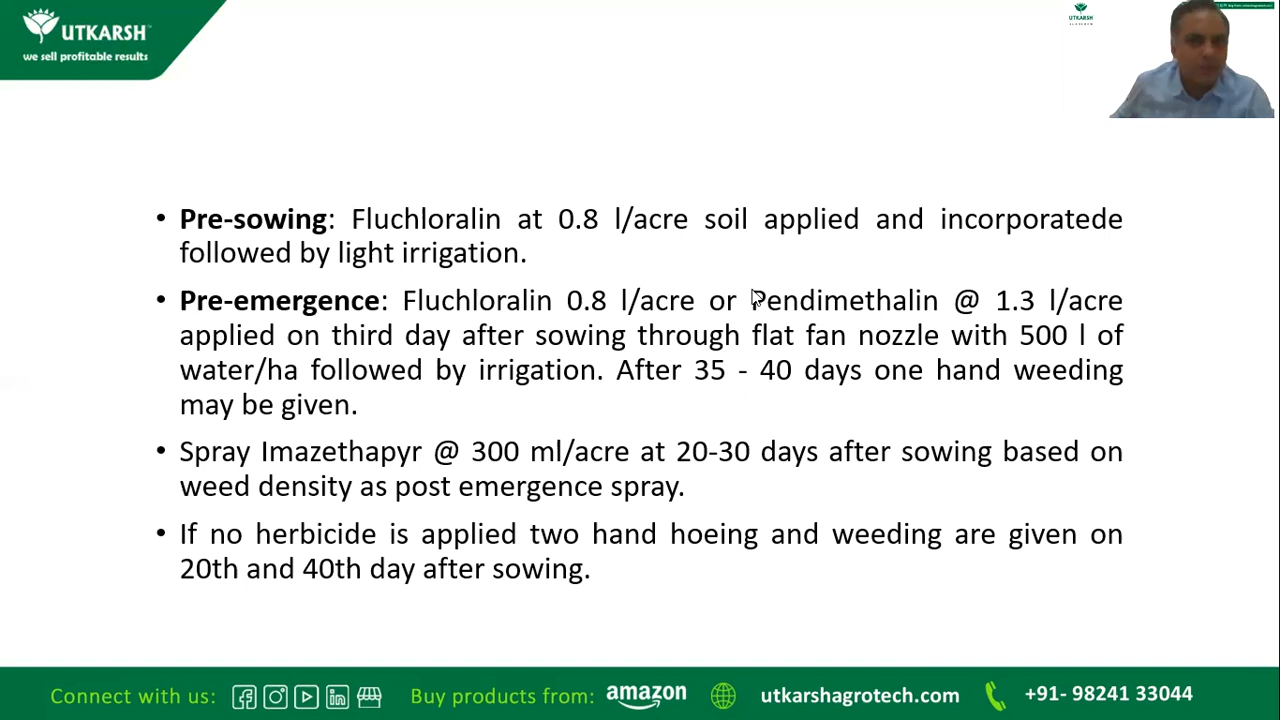 UTKARSH
we sell profitable results
UTKARSH
• Pre-sowing: Fluchloralin at 0.8 l/acre soil applied and incorporatede
followed by light irrigation.
• Pre-emergence: Fluchloralin 0.8 l/acre or Pendimethalin @ 1.3 l/acre
applied on third day after sowing through flat fan nozzle with 500 l of
water/ha followed by irrigation. After 35 - 40 days one hand weeding
may be given.
• Spray Imazethapyr @ 300 ml/acre at 20-30 days after sowing based on
weed density as post emergence spray.
• If no herbicide is applied two hand hoeing and weeding are given on
20th and 40th day after sowing.
Connect with us: Buy products from: amazon utkarshagrotech.com +91- 98241 33044